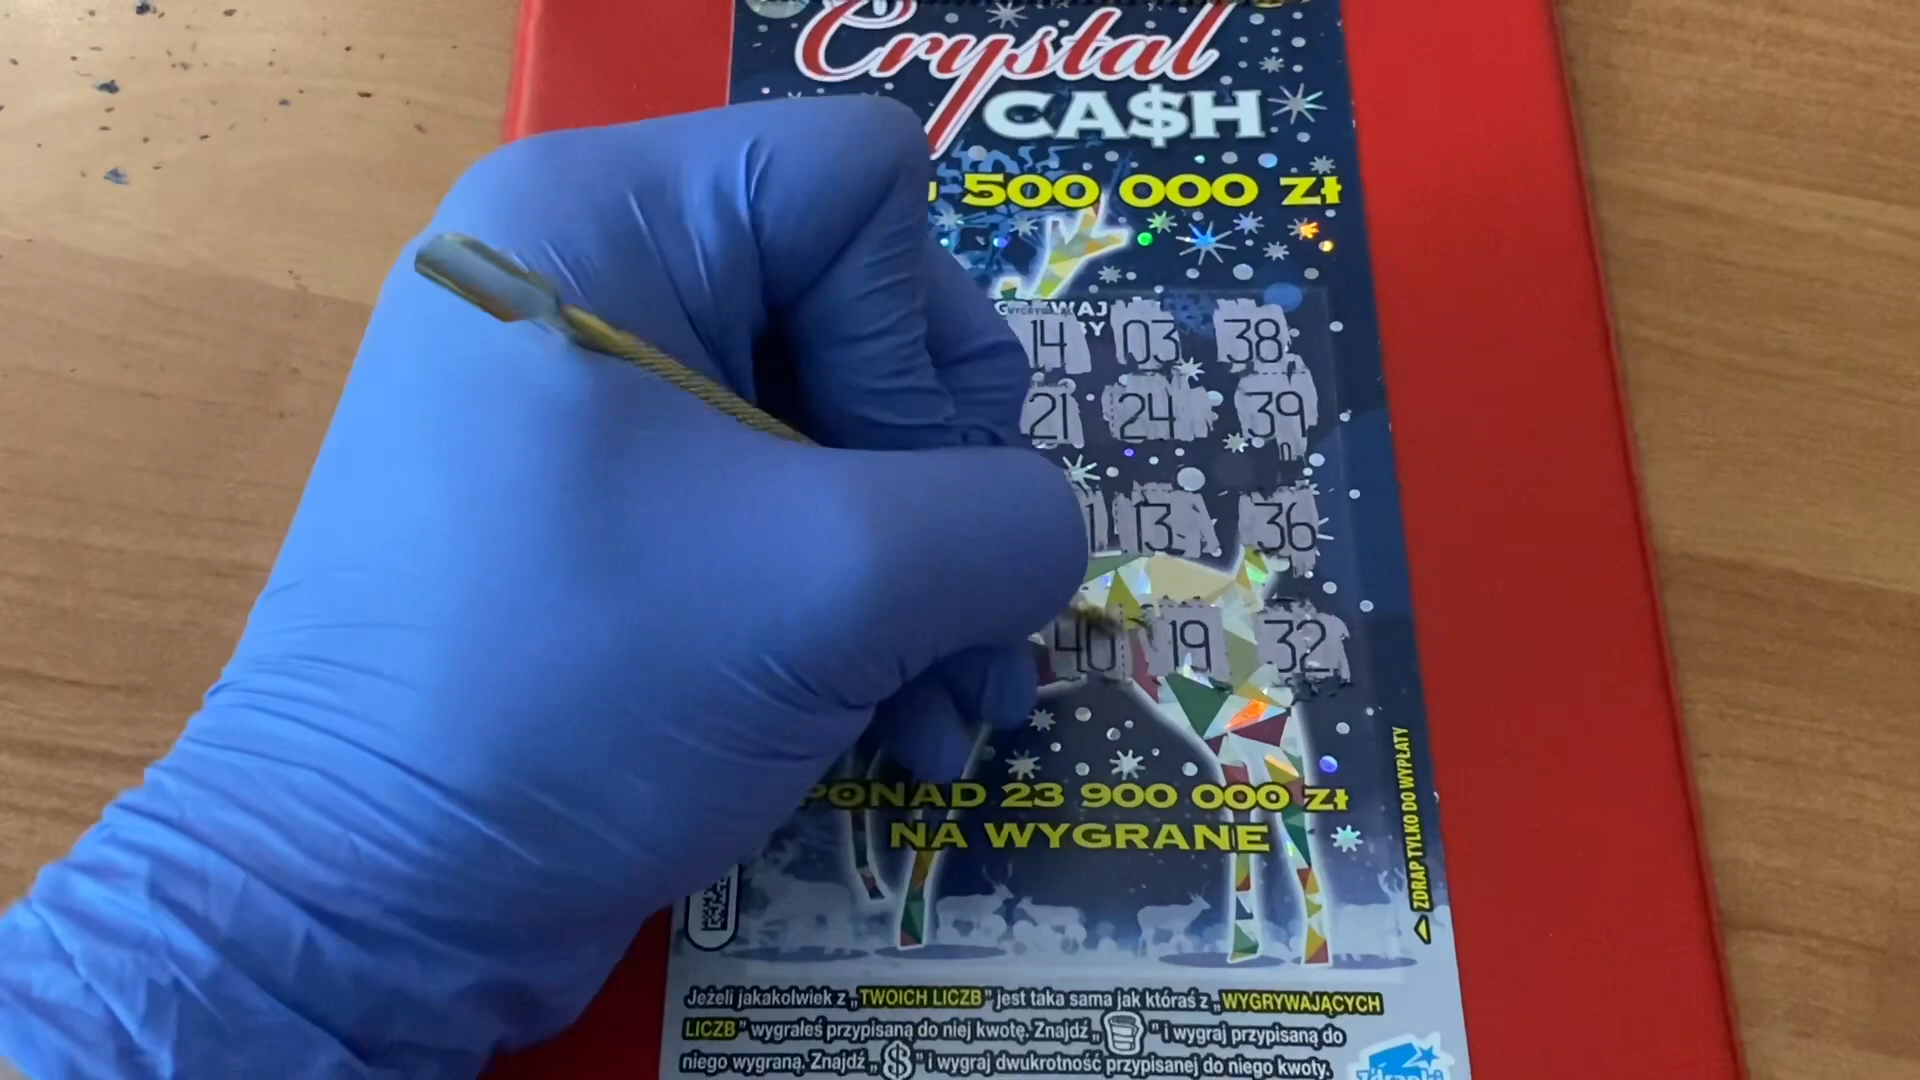 Crystal
CA$H
500 000 zł
14 03 38
21 24 39
13 36
40 19 32
PONAD 23 900 000 zł
NA WYGRANE
ZDRAP TYLKO DO WYPŁATY
Jeżeli jakakolwiek z „TWOICH LICZB” jest taka sama jak któraś z „WYGRYWAJĄCYCH
LICZB” wygrałeś przypisaną do niej kwotę. Znajdź „ ” i wygraj przypisaną do
niego wygraną. Znajdź „ $ ” i wygraj dwukrotność przypisanej do niego kwoty.